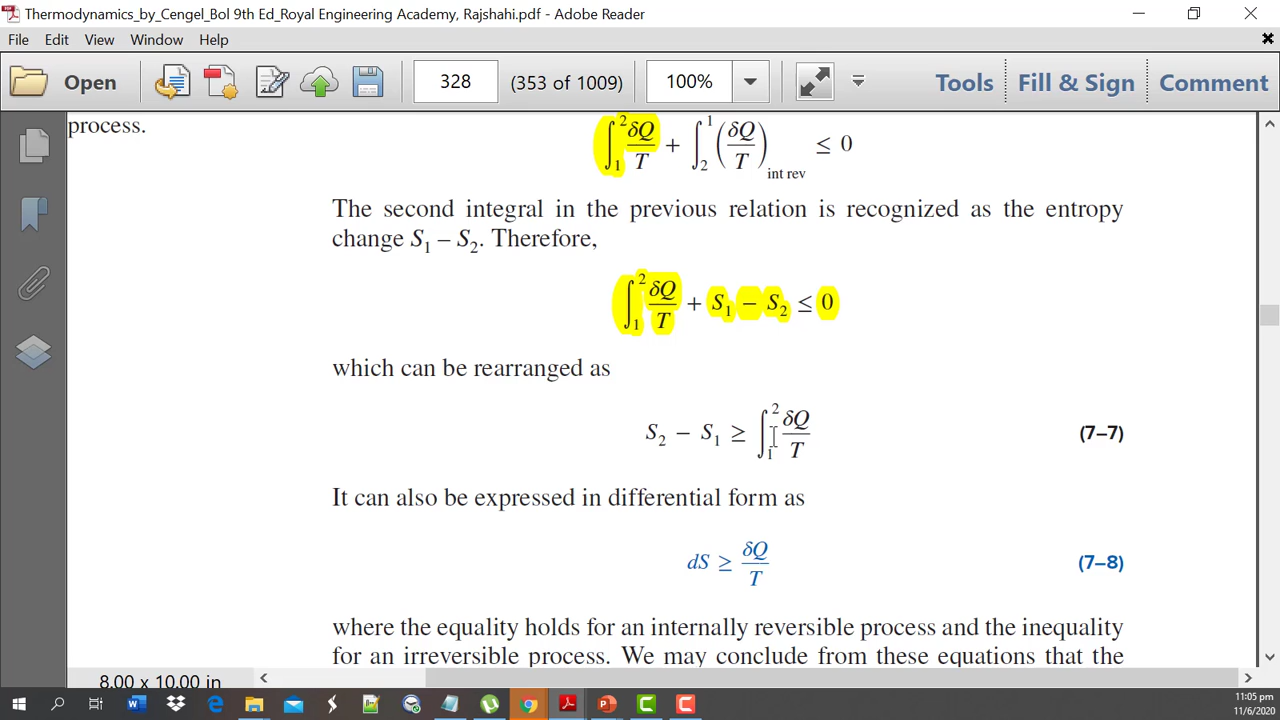 Thermodynamics_by_Cengel_Bol 9th Ed_Royal Engineering Academy, Rajshahi.pdf - Adobe Reader
File Edit View Window Help
Open 328 (353 of 1009) 100% Tools Fill & Sign Comment
process.
∫₁² δQ/T + ∫₂¹ (δQ/T)int rev ≤ 0
The second integral in the previous relation is recognized as the entropy
change S₁ – S₂. Therefore,
∫₁² δQ/T + S₁ − S₂ ≤ 0
which can be rearranged as
S₂ − S₁ ≥ ∫₁² δQ/T (7–7)
It can also be expressed in differential form as
dS ≥ δQ/T (7–8)
where the equality holds for an internally reversible process and the inequality
for an irreversible process. We may conclude from these equations that the
8.00 x 10.00 in
11:05 pm
11/6/2020